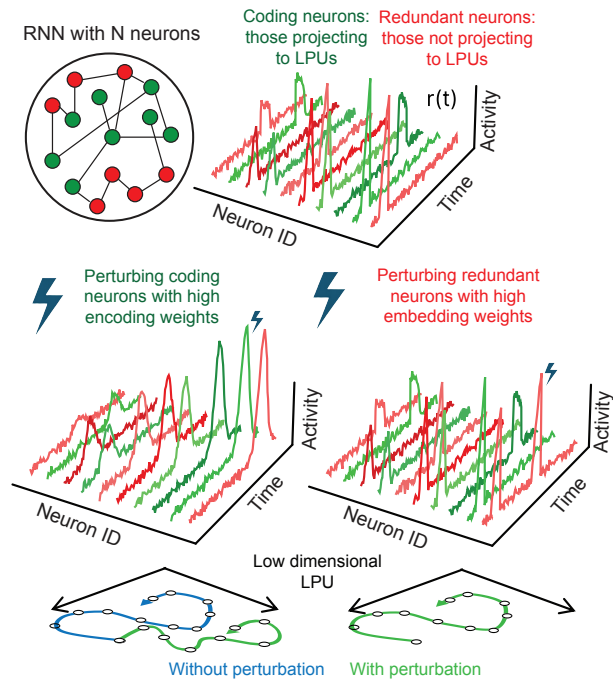 RNN with N neurons
Coding neurons:
those projecting
to LPUs
Redundant neurons:
those not projecting
to LPUs
r(t)
Activity
Time
Neuron ID
Perturbing coding
neurons with high
encoding weights
Perturbing redundant
neurons with high
embedding weights
Activity
Time
Neuron ID
Activity
Time
Neuron ID
Low dimensional
LPU
Without perturbation
With perturbation